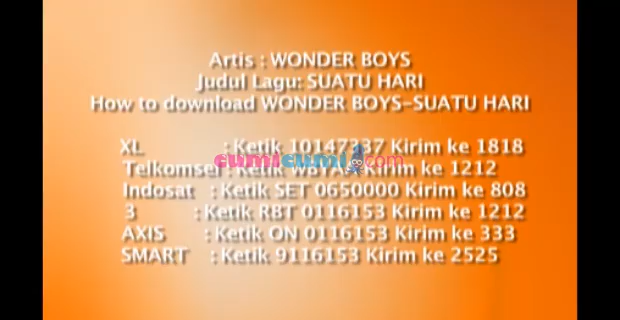 Artis : WONDER BOYS
Judul Lagu: SUATU HARI
How to download WONDER BOYS-SUATU HARI
XL : Ketik 10147337 Kirim ke 1818
cumicumi.com
Telkomsel : Ketik Kirim ke 1212
Indosat : Ketik SET 0650000 Kirim ke 808
3 : Ketik RBT 0116153 Kirim ke 1212
AXIS : Ketik ON 0116153 Kirim ke 333
SMART : Ketik 9116153 Kirim ke 2525